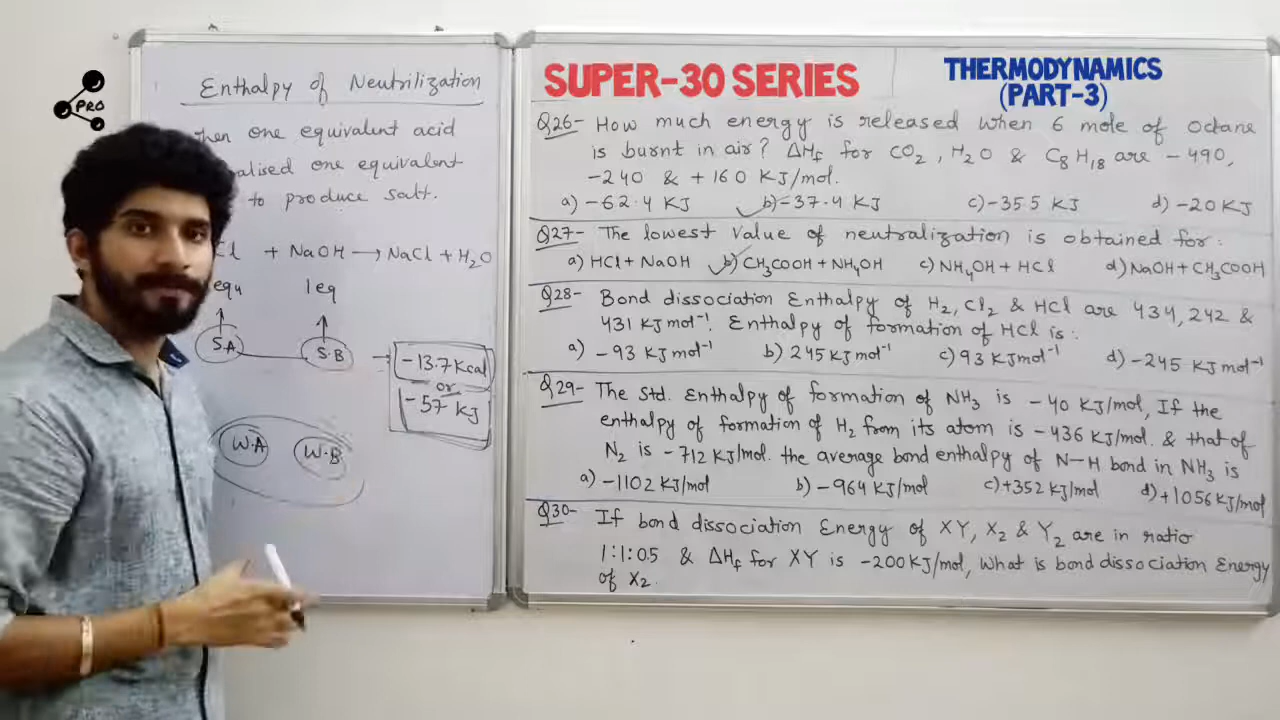 PRO
Enthalpy of Neutrilization
one equivalent acid
one equivalent
to produce salt.
+ NaOH → NaCl + H2O
equ 1 eq
S.A S.B → -13.7 Kcal
or
-57 KJ
W.A W.B
SUPER-30 SERIES
THERMODYNAMICS
(PART-3)
Q26- How much energy is released when 6 mole of Octane
is burnt in air? ΔHf for CO2, H2O & C8H18 are -490,
-240 & +160 KJ/mol.
a) -62.4 KJ b) -37.4 KJ c) -35.5 KJ d) -20 KJ
Q27- The lowest value of neutralization is obtained for:
a) HCl + NaOH b) CH3COOH + NH4OH c) NH4OH + HCl d) NaOH + CH3COOH
Q28- Bond dissociation Enthalpy of H2, Cl2 & HCl are 434, 242 &
431 KJ mol-1. Enthalpy of formation of HCl is:
a) -93 KJ mol-1 b) 245 KJ mol-1 c) 93 KJ mol-1 d) -245 KJ mol-1
Q29- The Std. Enthalpy of formation of NH3 is -40 KJ/mol, If the
enthalpy of formation of H2 from its atom is -436 KJ/mol. & that of
N2 is -712 KJ/mol. the average bond enthalpy of N-H bond in NH3 is
a) -1102 KJ/mol b) -964 KJ/mol c) +352 KJ/mol d) +1056 KJ/mol
Q30- If bond dissociation Energy of XY, X2 & Y2 are in ratio
1:1:0.5 & ΔHf for XY is -200 KJ/mol, What is bond dissociation Energy
of X2.